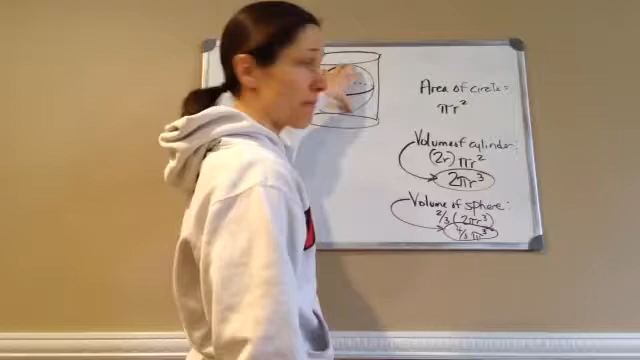 Area of circle =
πr²
Volume of cylinder:
(2r) πr²
2πr³
Volume of sphere:
2/3 (2πr³)
4/3 πr³